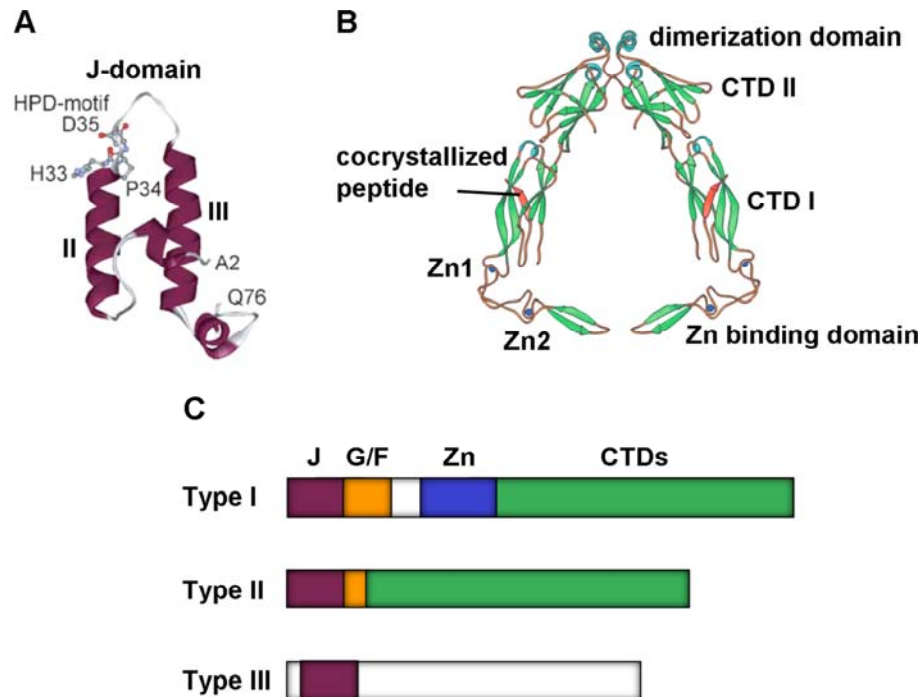 A
J-domain
HPD-motif
D35
H33
P34
II
III
A2
Q76
B
dimerization domain
CTD II
cocrystallized
peptide
CTD I
Zn1
Zn2
Zn binding domain
C
J G/F Zn CTDs
Type I
Type II
Type III